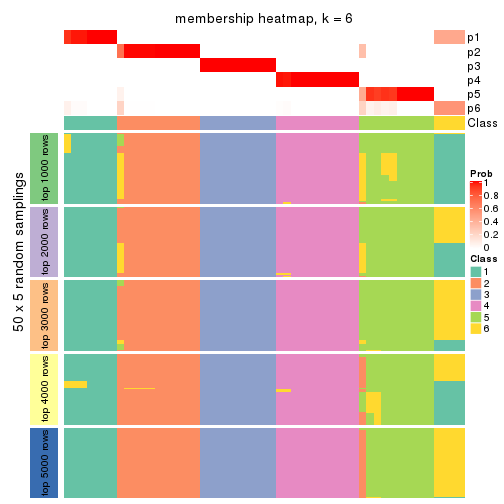 membership heatmap, k = 6
p1
p2
p3
p4
p5
p6
Class
50 x 5 random samplings
top 1000 rows
top 2000 rows
top 3000 rows
top 4000 rows
top 5000 rows
Prob
1
0.8
0.6
0.4
0.2
0
Class
1
2
3
4
5
6